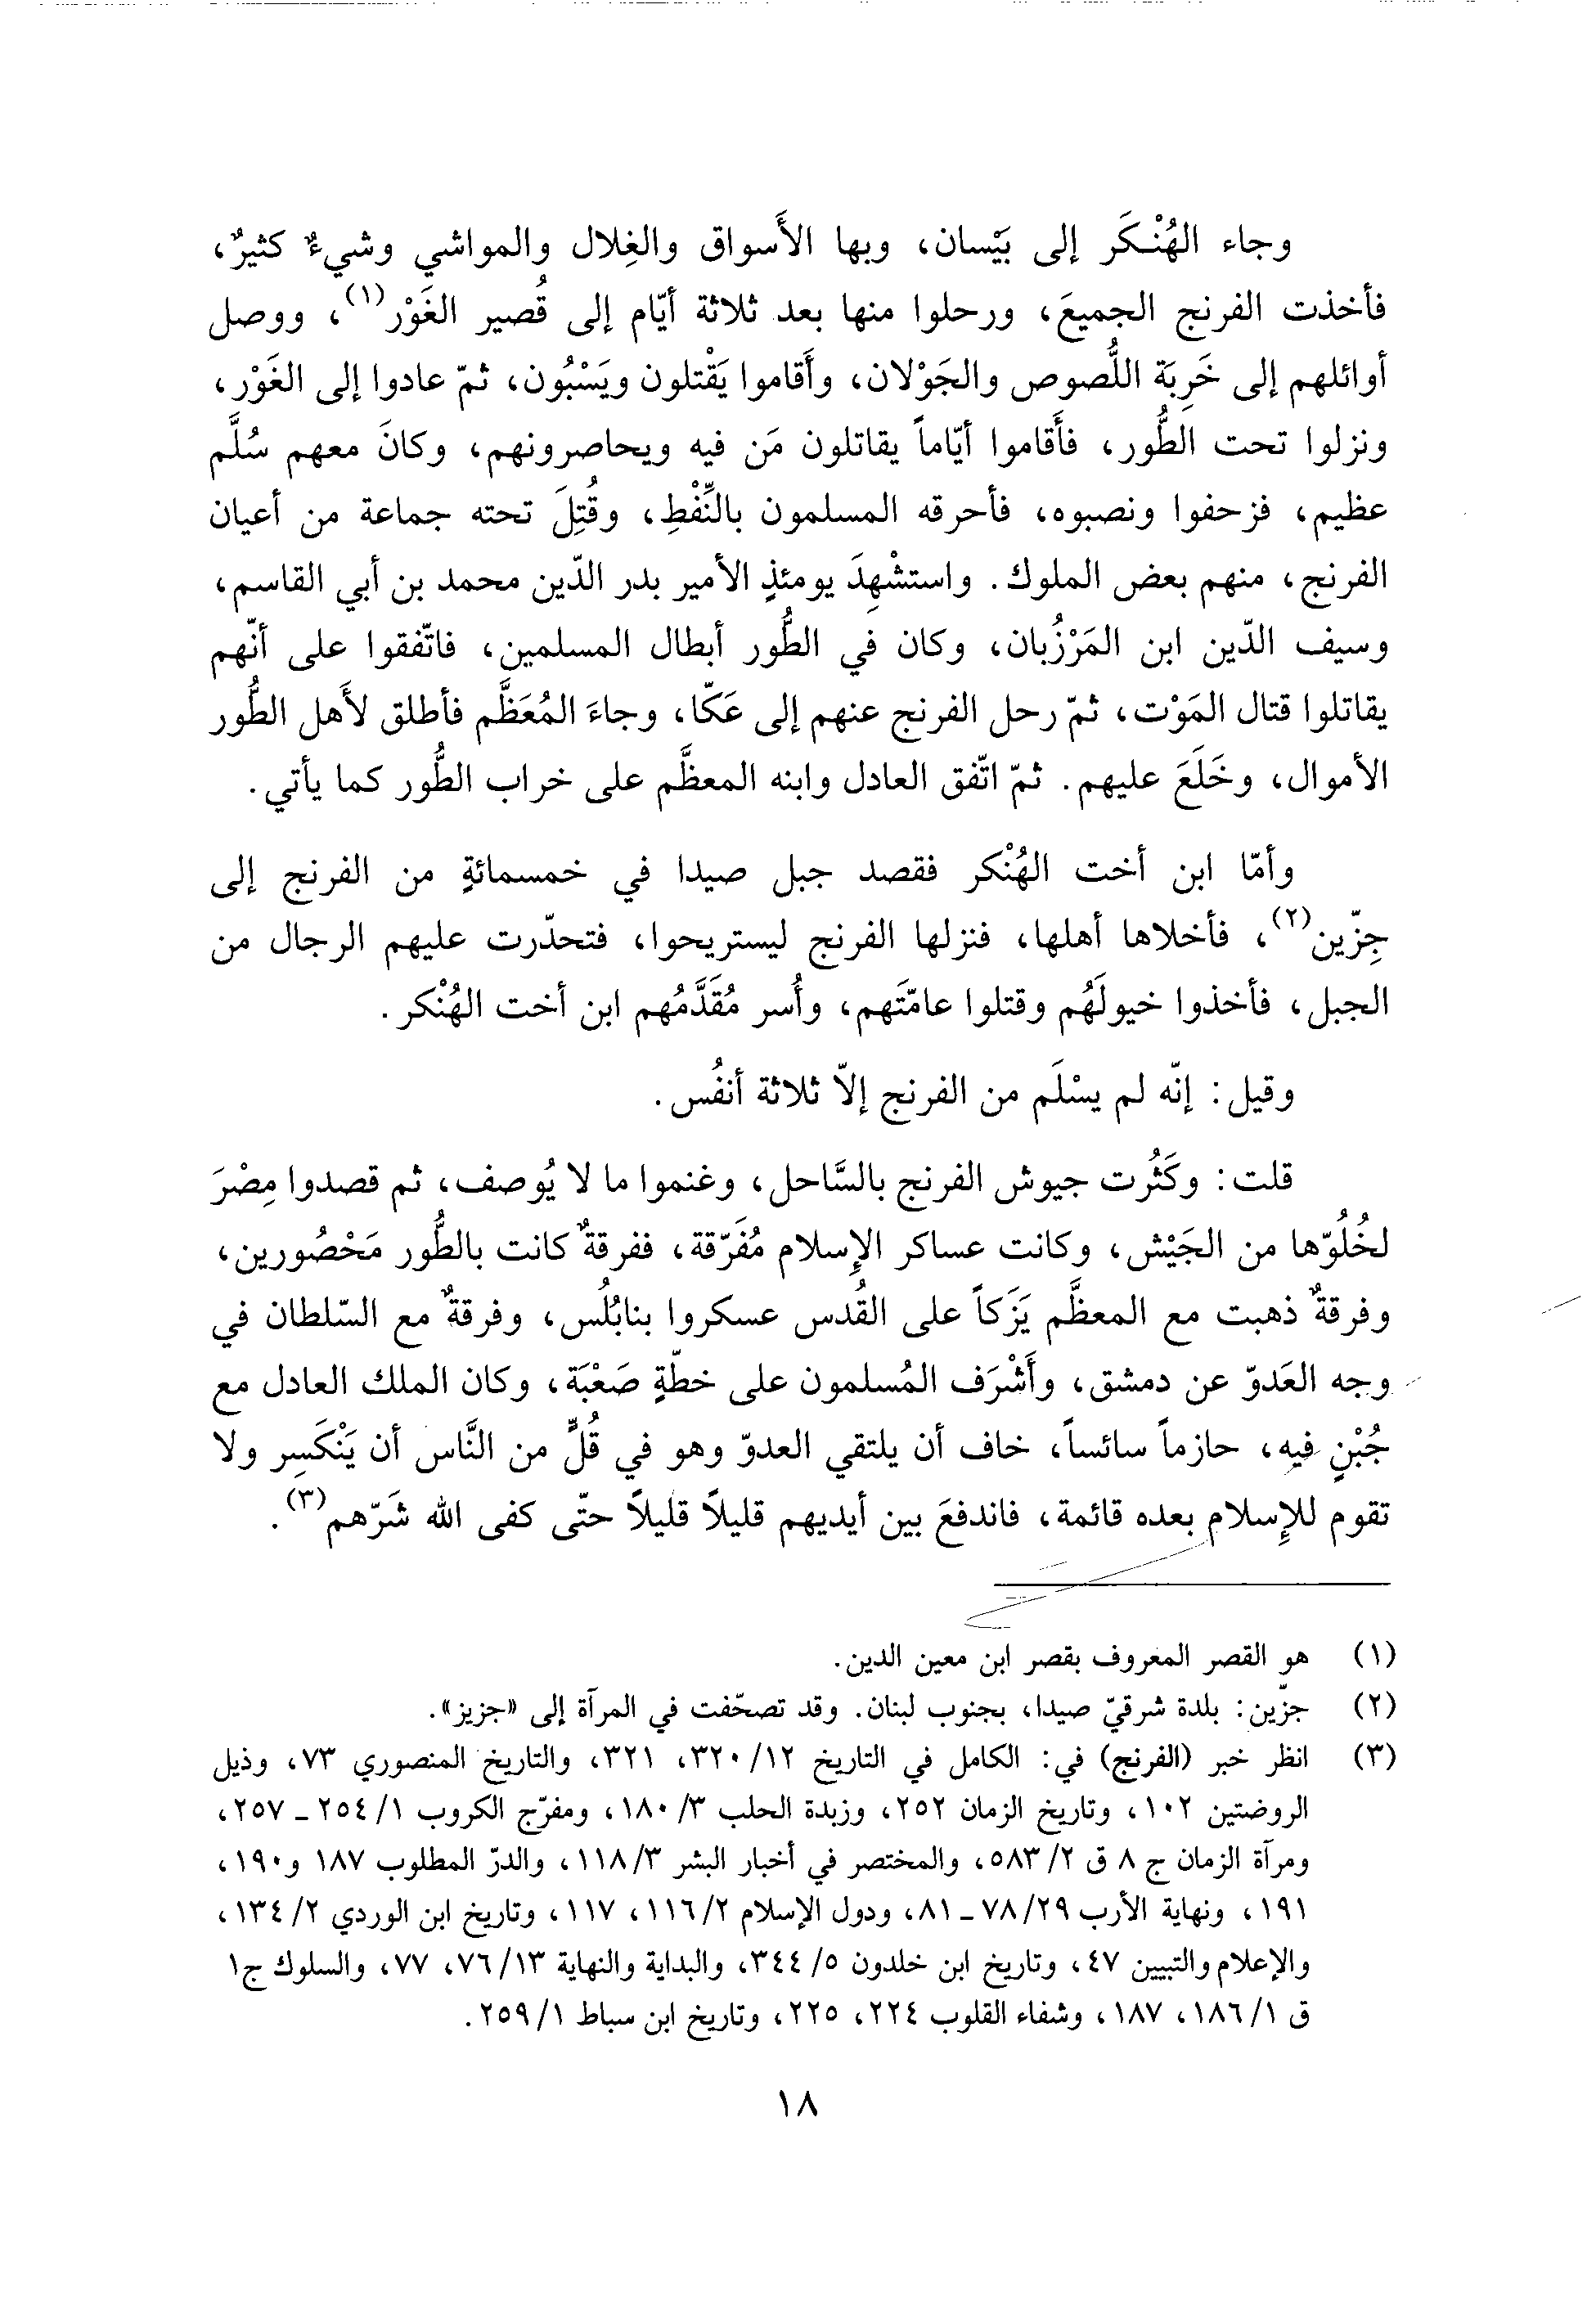 وجاء الهُنْـكَر إلى بَيْسان، وبها الأَسواق والغِلال والمواشي وشيءٌ كثيرٌ،
فأخذت الفرنج الجميعَ، ورحلوا منها بعد ثلاثة أيّام إلى قُصير الغَوْر(١)، ووصل
أوائلهم إلى خَرِبَة اللُّصوص والجَوْلان، وأَقاموا يَقْتلون ويَسْبُون، ثمّ عادوا إلى الغَوْر،
ونزلوا تحت الطُّور، فأَقاموا أيّاماً يقاتلون مَن فيه ويحاصرونهم، وكانَ معهم سُلَّم
عظيم، فزحفوا ونصبوه، فأحرقه المسلمون بالنِّفْطِ، وقُتِلَ تحته جماعة من أعيان
الفرنج، منهم بعض الملوك. واستشْهِدَ يومئذٍ الأمير بدر الدّين محمد بن أبي القاسم،
وسيف الدّين ابن المَرْزُبان، وكان في الطُّور أبطال المسلمين، فاتّفقوا على أنّهم
يقاتلوا قتال المَوْت، ثمّ رحل الفرنج عنهم إلى عَكّا، وجاءَ المُعَظَّم فأطلق لأَهل الطُّور
الأموال، وخَلَعَ عليهم. ثمّ اتّفق العادل وابنه المعظَّم على خراب الطُّور كما يأتي.
وأمّا ابن أخت الهُنْكر فقصد جبل صيدا في خمسمائةٍ من الفرنج إلى
جِزّين(٢)، فأخلاها أهلها، فنزلها الفرنج ليستريحوا، فتحدّرت عليهم الرجال من
الجبل، فأخذوا خيولَهُم وقتلوا عامّتَهم، وأُسر مُقَدَّمُهم ابن أخت الهُنْكر.
وقيل: إنّه لم يسْلَم من الفرنج إلاّ ثلاثة أنفُس.
قلت: وكَثُرت جيوش الفرنج بالسَّاحل، وغنموا ما لا يُوصف، ثم قصدوا مِصْرَ
لخُلُوّها من الجَيْش، وكانت عساكر الإِسلام مُفَرّقة، ففرقةٌ كانت بالطُّور مَحْصُورين،
وفرقةٌ ذهبت مع المعظَّم يَزَكاً على القُدس عسكروا بنابُلُس، وفرقةٌ مع السّلطان في
وجه العَدوّ عن دمشق، وأَشْرَف المُسلمون على خطّةٍ صَعْبَة، وكان الملك العادل مع
جُبْنٍ فيه، حازماً سائساً، خاف أن يلتقي العدوّ وهو في قُلٍّ من النَّاس أن يَنْكَسِر ولا
تقوم للإِسلام بعده قائمة، فاندفعَ بين أيديهم قليلاً قليلاً حتّى كفى الله شَرّهم(٣).
(١) هو القصر المعروف بقصر ابن معين الدين.
(٢) جزّين: بلدة شرقيّ صيدا، بجنوب لبنان. وقد تصحّفت في المرآة إلى «جزيز».
(٣) انظر خبر (الفرنج) في: الكامل في التاريخ ١٢/ ٣٢٠، ٣٢١، والتاريخ المنصوري ٧٣، وذيل
الروضتين ١٠٢، وتاريخ الزمان ٢٥٢، وزبدة الحلب ٣/ ١٨٠، ومفرّج الكروب ١/ ٢٥٤ ـ ٢٥٧،
ومرآة الزمان ج ٨ ق ٢/ ٥٨٣، والمختصر في أخبار البشر ٣/ ١١٨، والدرّ المطلوب ١٨٧ و١٩٠،
١٩١، ونهاية الأرب ٢٩/ ٧٨ ـ ٨١، ودول الإسلام ٢/ ١١٦، ١١٧، وتاريخ ابن الوردي ٢/ ١٣٤،
والإعلام والتبيين ٤٧، وتاريخ ابن خلدون ٥/ ٣٤٤، والبداية والنهاية ١٣/ ٧٦، ٧٧، والسلوك ج١
ق ١/ ١٨٦، ١٨٧، وشفاء القلوب ٢٢٤، ٢٢٥، وتاريخ ابن سباط ١/ ٢٥٩.
١٨